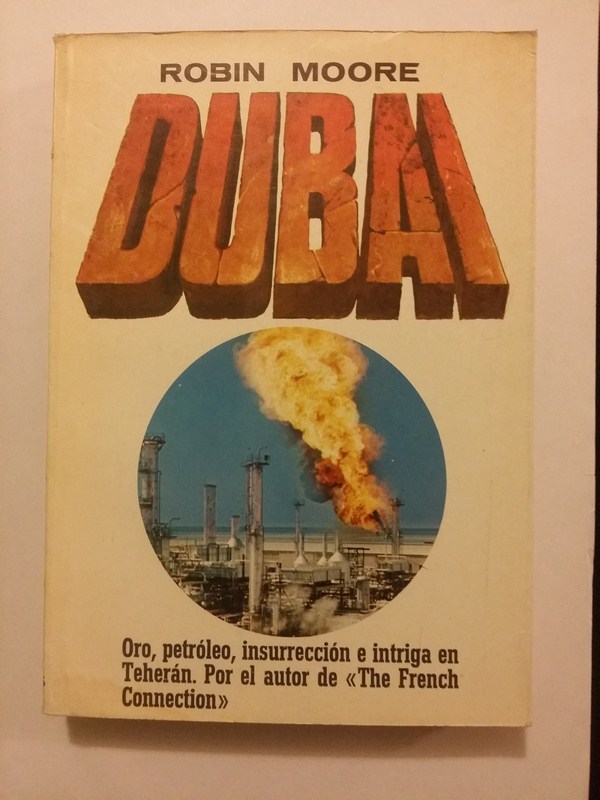 ROBIN MOORE
DUBAI
Oro, petróleo, insurrección e intriga en
Teherán. Por el autor de «The French
Connection»